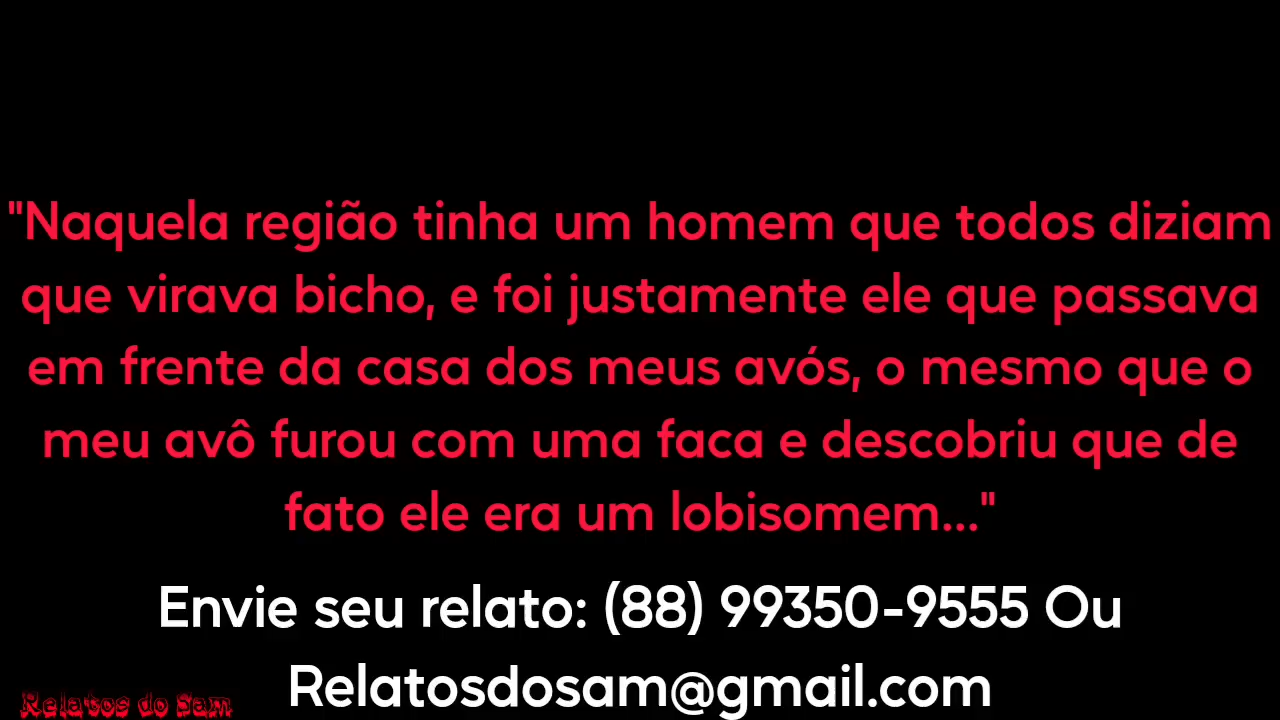 "Naquela região tinha um homem que todos diziam
que virava bicho, e foi justamente ele que passava
em frente da casa dos meus avós, o mesmo que o
meu avô furou com uma faca e descobriu que de
fato ele era um lobisomem..."
Envie seu relato: (88) 99350-9555 Ou
Relatosdosam@gmail.com
Relatos do Sam